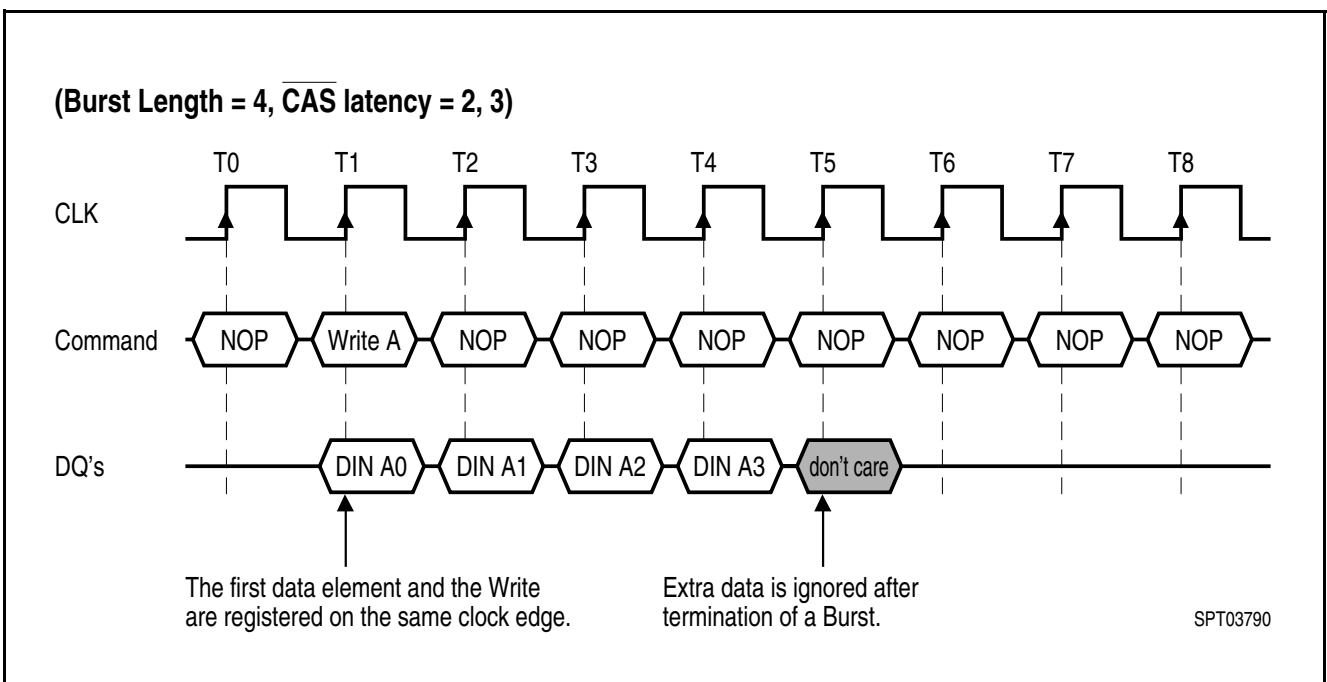 (Burst Length = 4, CAS latency = 2, 3)
T0 T1 T2 T3 T4 T5 T6 T7 T8
CLK
Command NOP Write A NOP NOP NOP NOP NOP NOP NOP
DQ's DIN A0 DIN A1 DIN A2 DIN A3 don't care
The first data element and the Write
are registered on the same clock edge.
Extra data is ignored after
termination of a Burst.
SPT03790